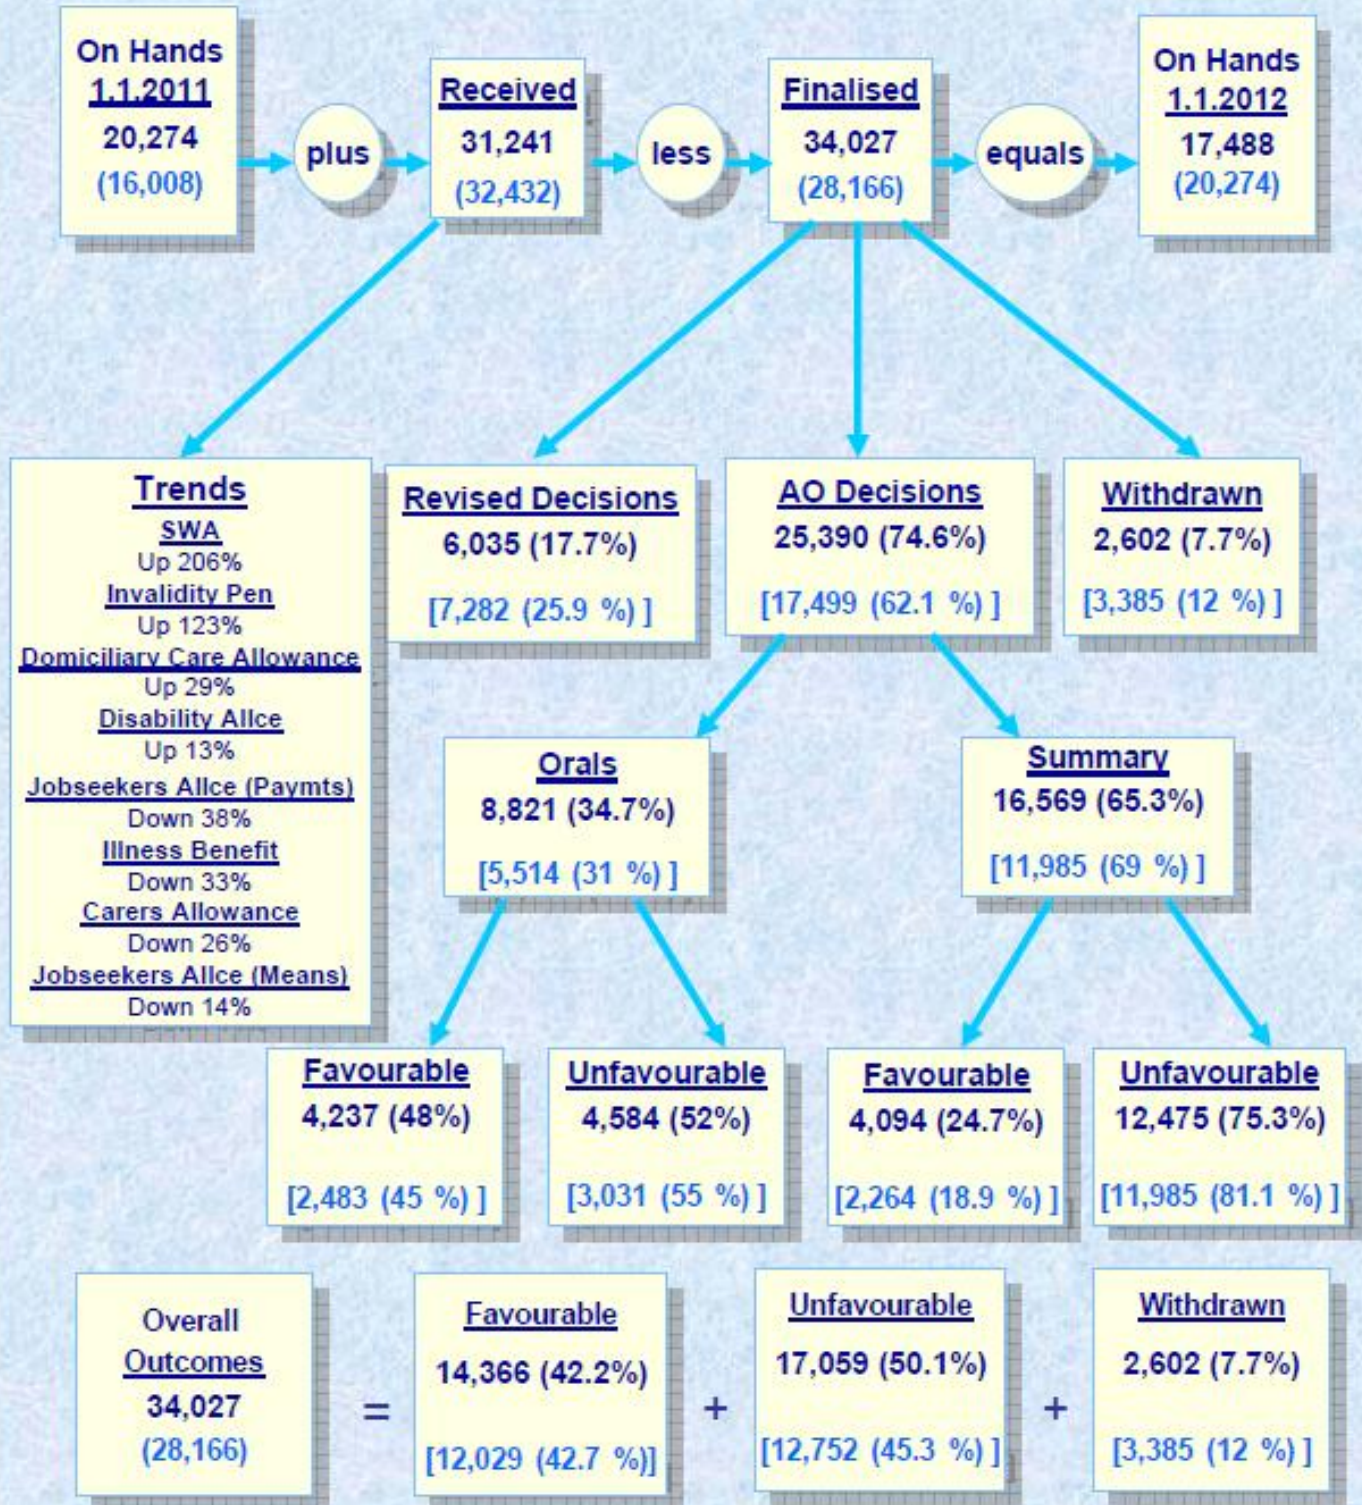 On Hands
1.1.2011
20,274
(16,008)
plus
Received
31,241
(32,432)
less
Finalised
34,027
(28,166)
equals
On Hands
1.1.2012
17,488
(20,274)
Trends
SWA
Up 206%
Invalidity Pen
Up 123%
Domiciliary Care Allowance
Up 29%
Disability Allce
Up 13%
Jobseekers Allce (Paymts)
Down 38%
Illness Benefit
Down 33%
Carers Allowance
Down 26%
Jobseekers Allce (Means)
Down 14%
Revised Decisions
6,035 (17.7%)
[7,282 (25.9 %) ]
AO Decisions
25,390 (74.6%)
[17,499 (62.1 %) ]
Withdrawn
2,602 (7.7%)
[3,385 (12 %) ]
Orals
8,821 (34.7%)
[5,514 (31 %) ]
Summary
16,569 (65.3%)
[11,985 (69 %) ]
Favourable
4,237 (48%)
[2,483 (45 %) ]
Unfavourable
4,584 (52%)
[3,031 (55 %) ]
Favourable
4,094 (24.7%)
[2,264 (18.9 %) ]
Unfavourable
12,475 (75.3%)
[11,985 (81.1 %) ]
Overall
Outcomes
34,027
(28,166)
=
Favourable
14,366 (42.2%)
[12,029 (42.7 %)]
+
Unfavourable
17,059 (50.1%)
[12,752 (45.3 %) ]
+
Withdrawn
2,602 (7.7%)
[3,385 (12 %) ]